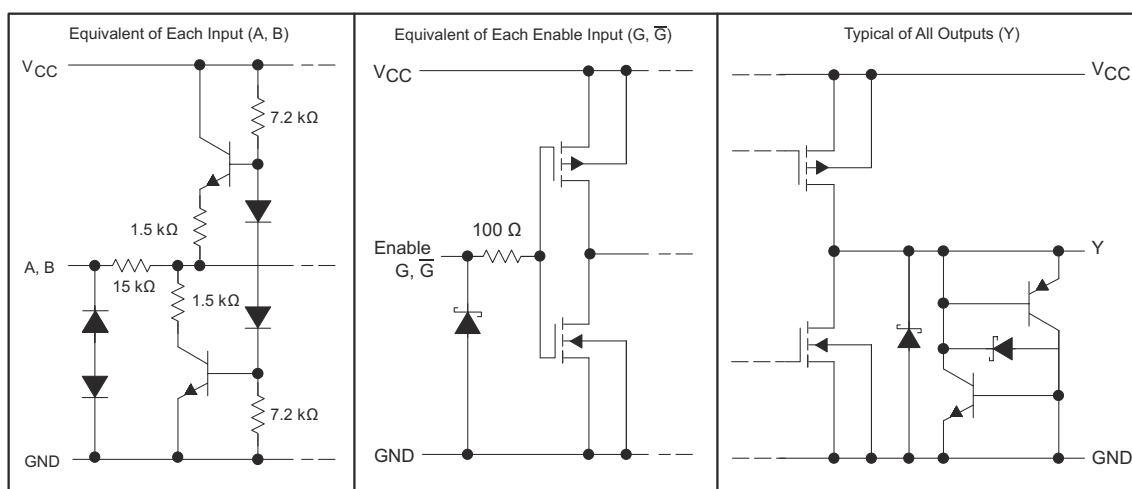 Equivalent of Each Input (A, B)
VCC
7.2 kΩ
1.5 kΩ
A, B
15 kΩ
1.5 kΩ
7.2 kΩ
GND
Equivalent of Each Enable Input (G, G̅)
VCC
100 Ω
Enable
G, G̅
GND
Typical of All Outputs (Y)
VCC
Y
GND